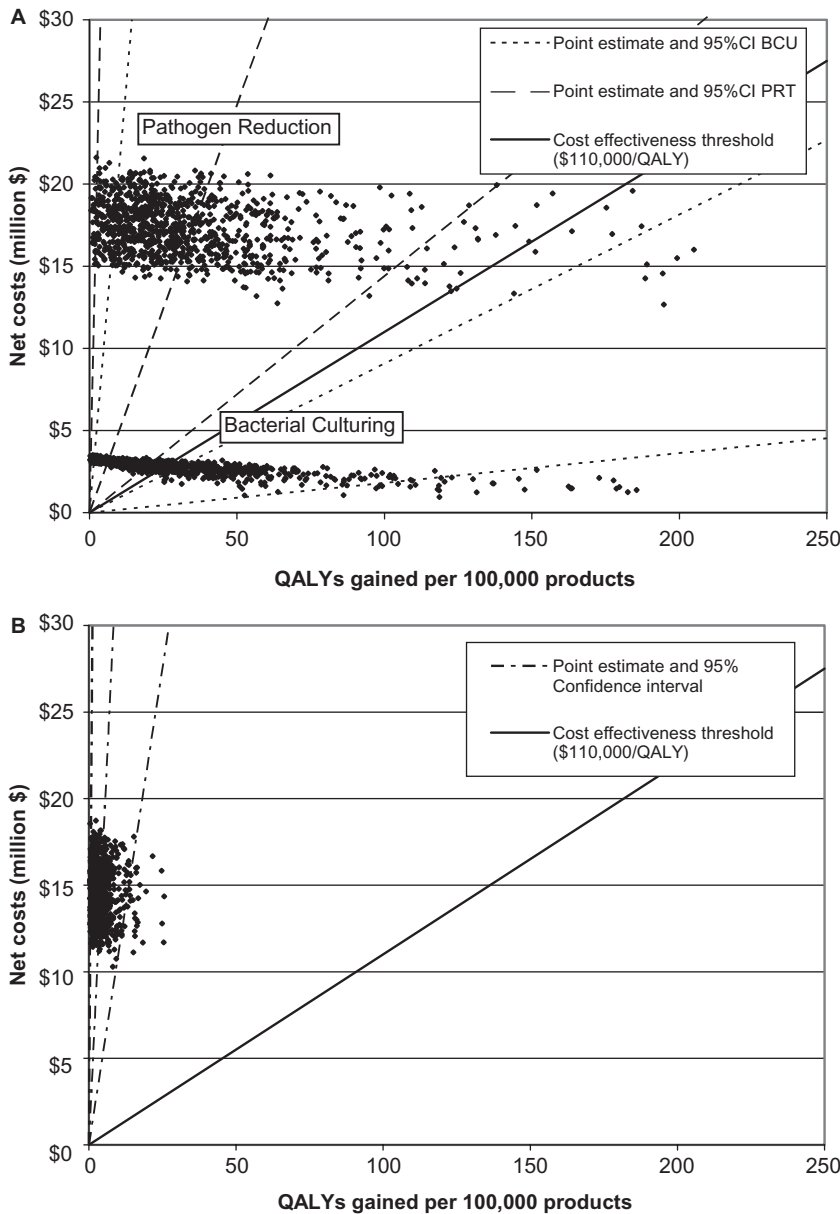 A
$30
$25
$20
$15
$10
$5
$0
Net costs (million $)
Point estimate and 95%CI BCU
Point estimate and 95%CI PRT
Cost effectiveness threshold
($110,000/QALY)
Pathogen Reduction
Bacterial Culturing
0 50 100 150 200 250
QALYs gained per 100,000 products
B
$30
$25
$20
$15
$10
$5
$0
Net costs (million $)
Point estimate and 95%
Confidence interval
Cost effectiveness threshold
($110,000/QALY)
0 50 100 150 200 250
QALYs gained per 100,000 products